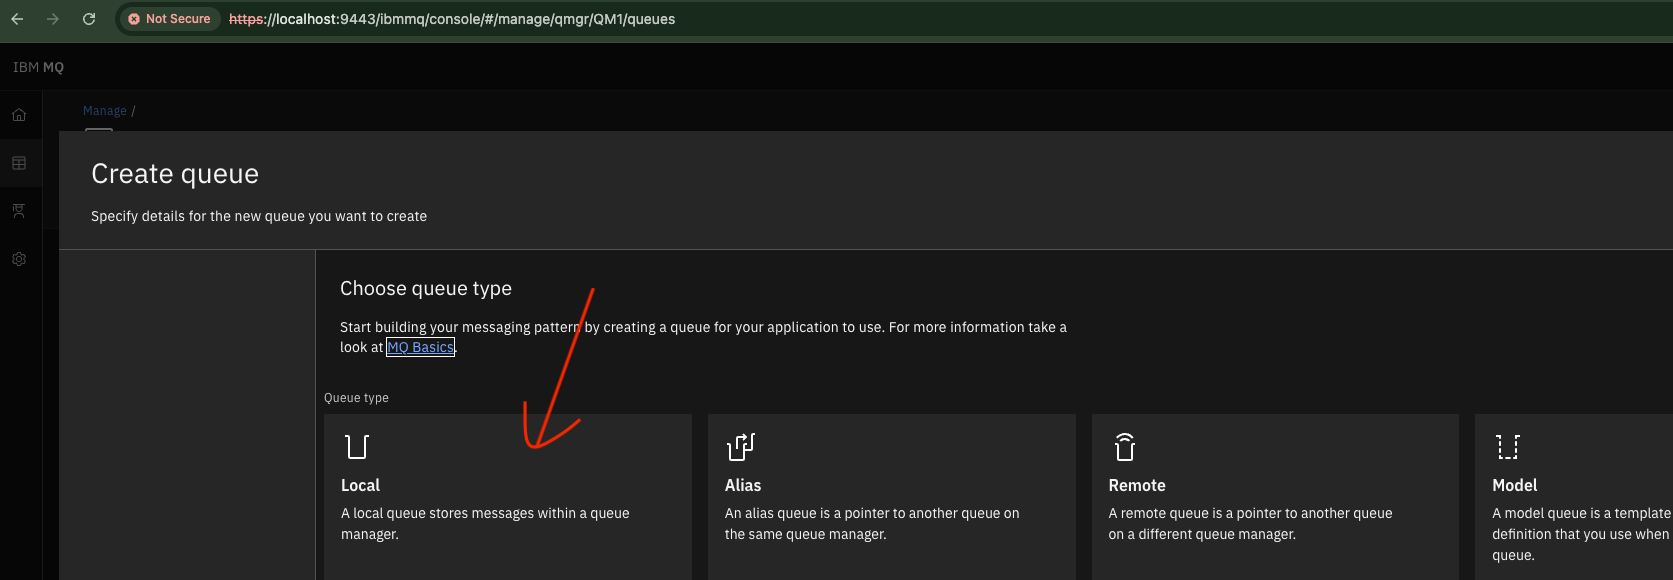 Not Secure https://localhost:9443/ibmmq/console/#/manage/qmgr/QM1/queues
IBM MQ
Manage /
Create queue
Specify details for the new queue you want to create
Choose queue type
Start building your messaging pattern by creating a queue for your application to use. For more information take a
look at MQ Basics.
Queue type
Local
A local queue stores messages within a queue
manager.
Alias
An alias queue is a pointer to another queue on
the same queue manager.
Remote
A remote queue is a pointer to another queue
on a different queue manager.
Model
A model queue is a template
definition that you use when
queue.